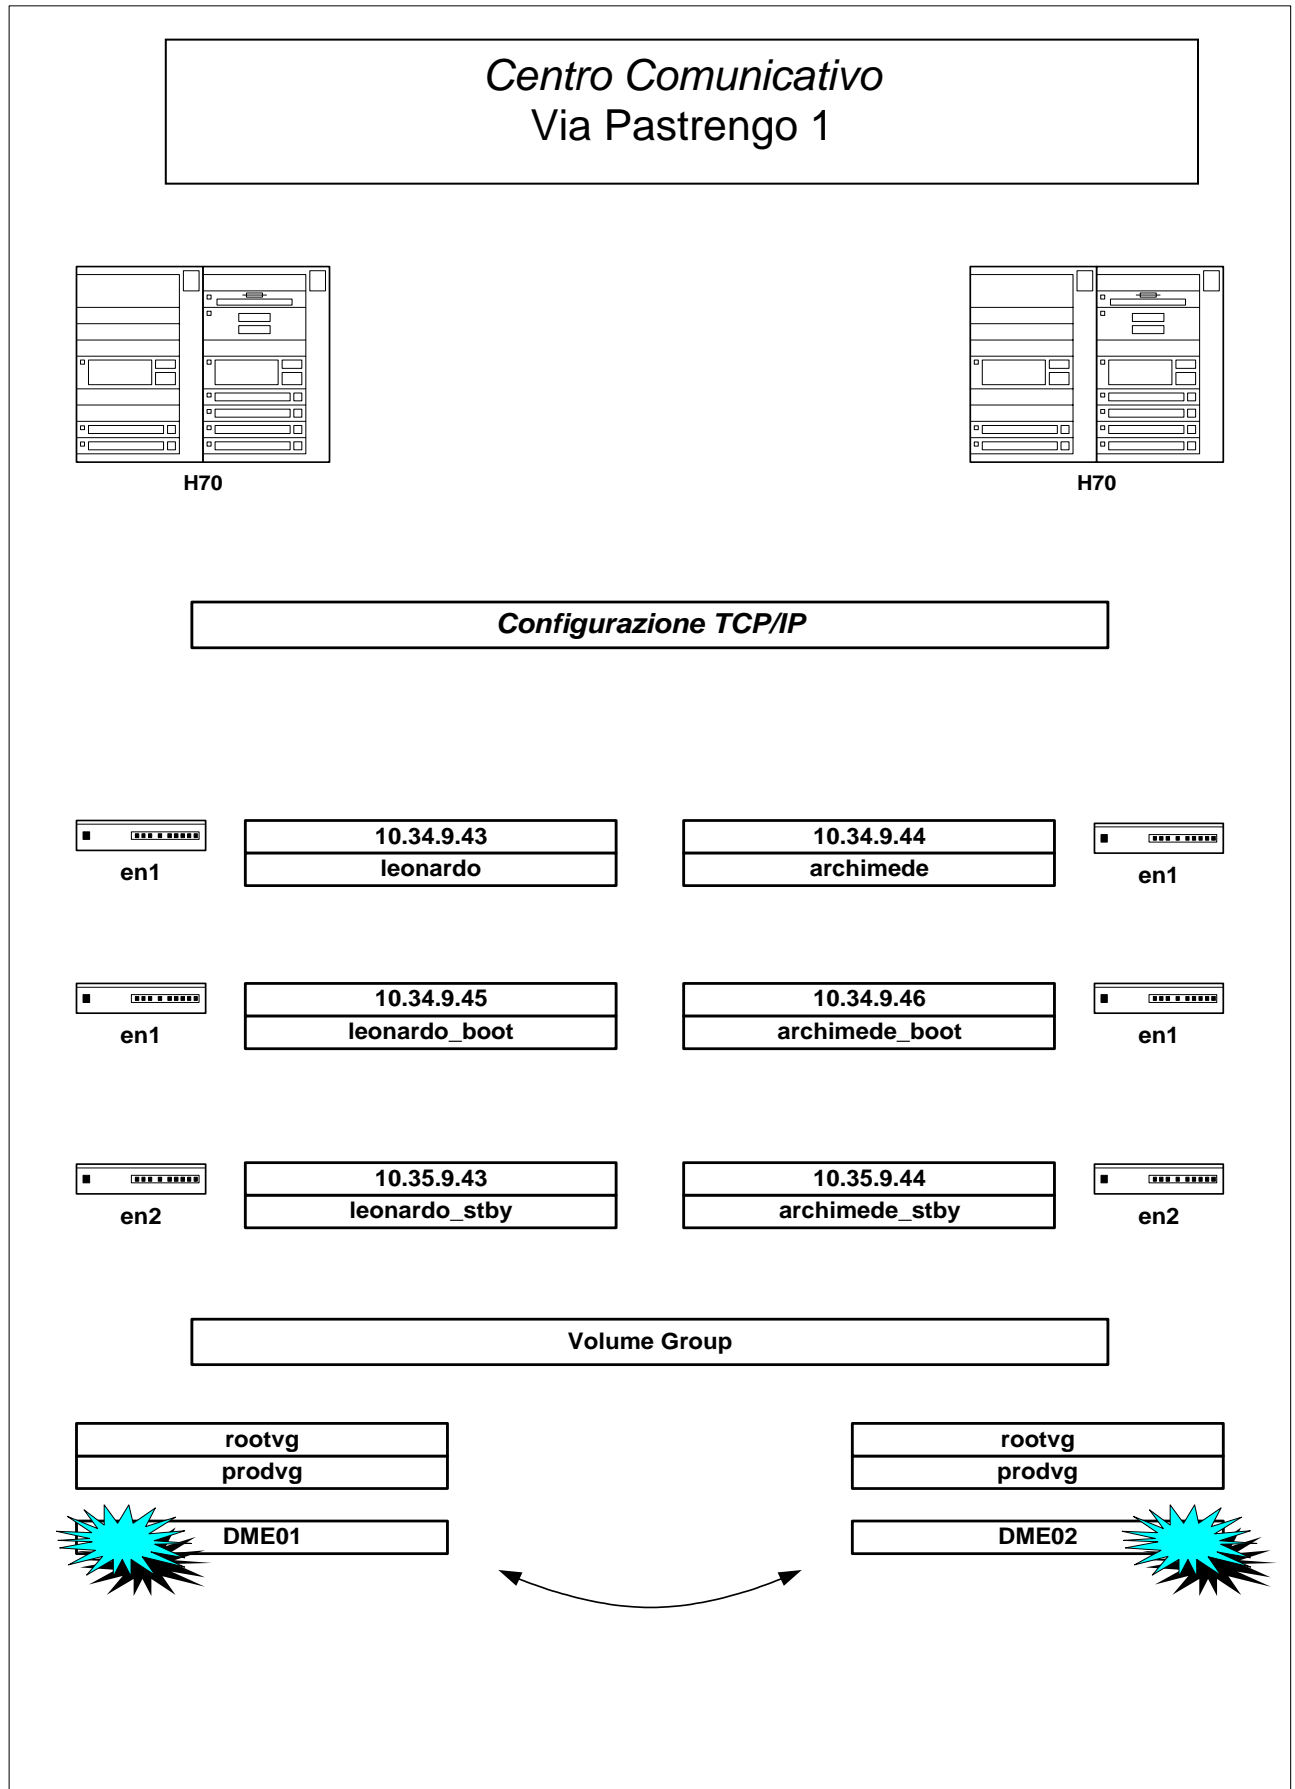 Centro Comunicativo
Via Pastrengo 1
H70
H70
Configurazione TCP/IP
10.34.9.43
10.34.9.44
en1
leonardo
archimede
en1
10.34.9.45
10.34.9.46
en1
leonardo_boot
archimede_boot
en1
10.35.9.43
10.35.9.44
en2
leonardo_stby
archimede_stby
en2
Volume Group
rootvg
rootvg
prodvg
prodvg
DME01
DME02